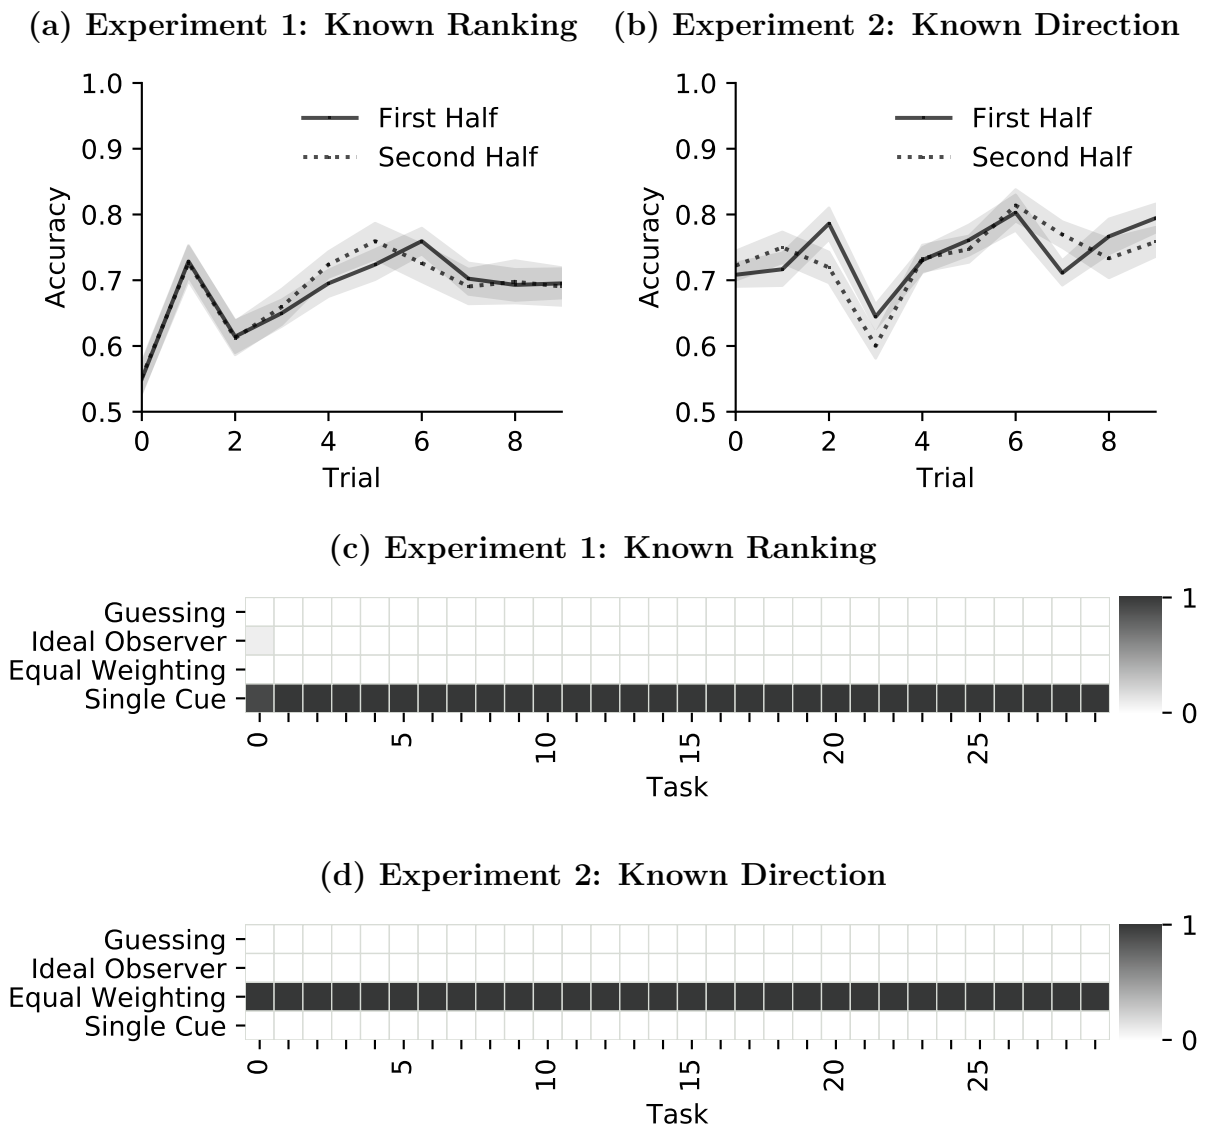 (a) Experiment 1: Known Ranking
(b) Experiment 2: Known Direction
1.0
0.9
0.8
0.7
0.6
0.5
Accuracy
First Half
Second Half
0 2 4 6 8
Trial
1.0
0.9
0.8
0.7
0.6
0.5
Accuracy
First Half
Second Half
0 2 4 6 8
Trial
(c) Experiment 1: Known Ranking
Guessing
Ideal Observer
Equal Weighting
Single Cue
1
0
0 5 10 15 20 25
Task
(d) Experiment 2: Known Direction
Guessing
Ideal Observer
Equal Weighting
Single Cue
1
0
0 5 10 15 20 25
Task